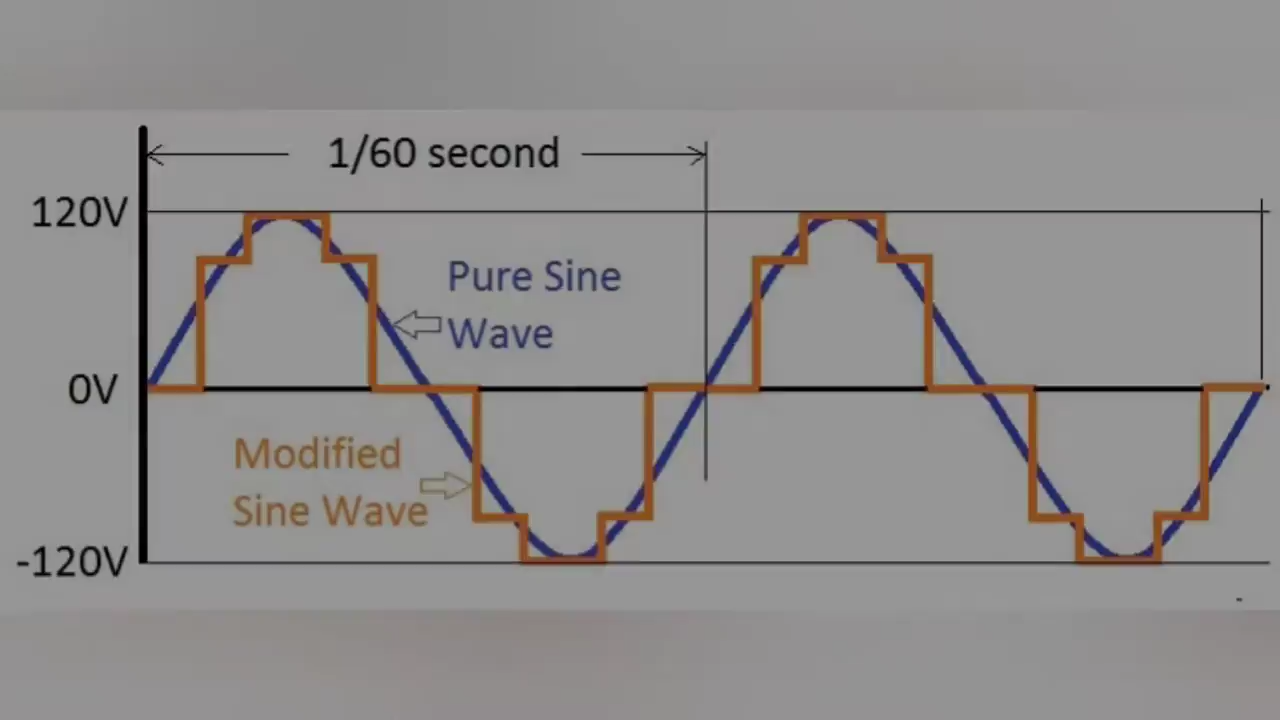 1/60 second
120V
Pure Sine
Wave
0V
Modified
Sine Wave
-120V